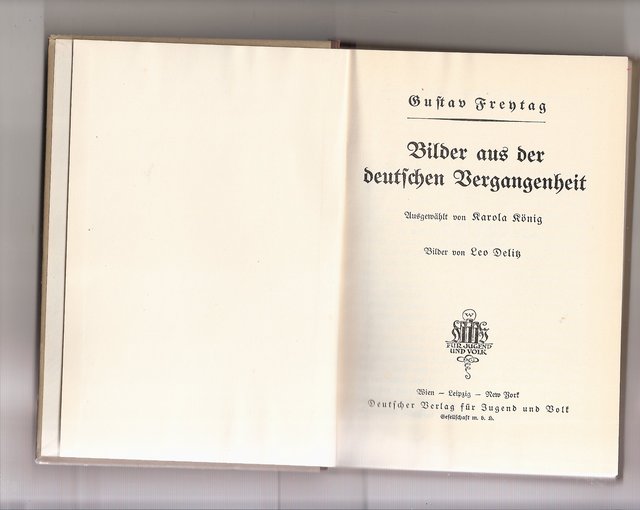 Gustav Freytag
Bilder aus der
deutschen Vergangenheit
Ausgewählt von Karola König
Bilder von Leo Delitz
W
FÜR JUGEND
UND VOLK
Wien – Leipzig – New York
Deutscher Verlag für Jugend und Volk
Gesellschaft m. b. H.